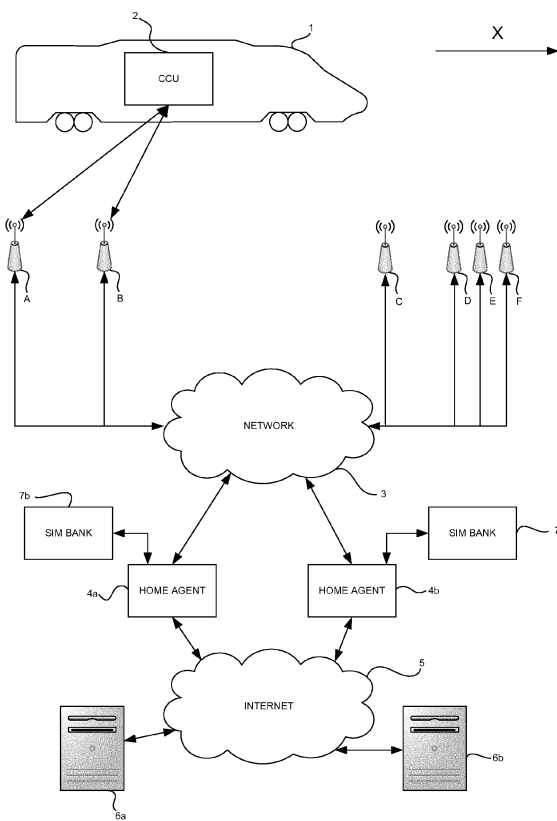 2
1
X
CCU
A
B
C
D
E
F
NETWORK
3
7b
SIM BANK
SIM BANK
7
4a
HOME AGENT
HOME AGENT
4b
5
INTERNET
6a
6b